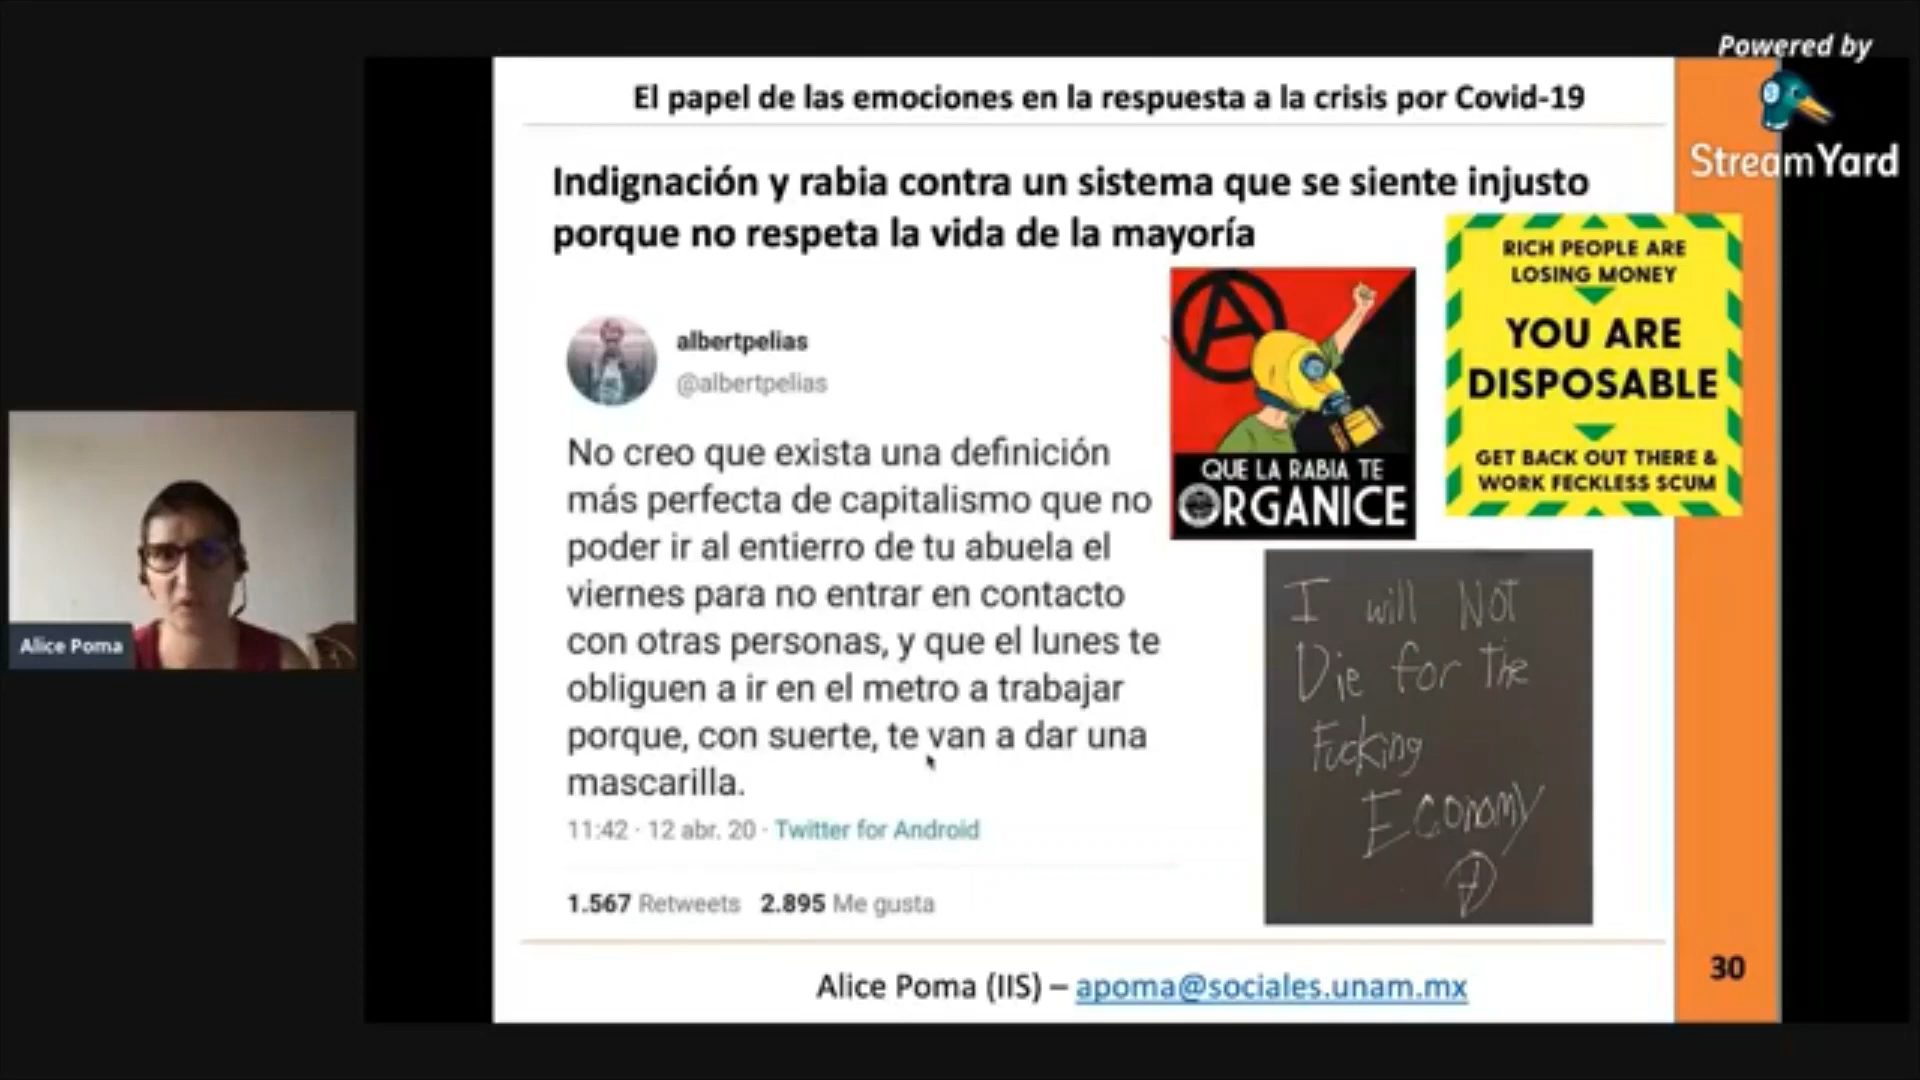 Powered by
StreamYard
El papel de las emociones en la respuesta a la crisis por Covid-19
Indignación y rabia contra un sistema que se siente injusto
porque no respeta la vida de la mayoría
albertpelias
@albertpelias
No creo que exista una definición
más perfecta de capitalismo que no
poder ir al entierro de tu abuela el
viernes para no entrar en contacto
con otras personas, y que el lunes te
obliguen a ir en el metro a trabajar
porque, con suerte, te van a dar una
mascarilla.
11:42 · 12 abr. 20 · Twitter for Android
1.567 Retweets 2.895 Me gusta
A
QUE LA RABIA TE
ORGANICE
RICH PEOPLE ARE
LOSING MONEY
YOU ARE
DISPOSABLE
GET BACK OUT THERE &
WORK FECKLESS SCUM
I will NOT
Die for The
Fucking
Economy
Alice Poma
Alice Poma (IIS) – apoma@sociales.unam.mx
30